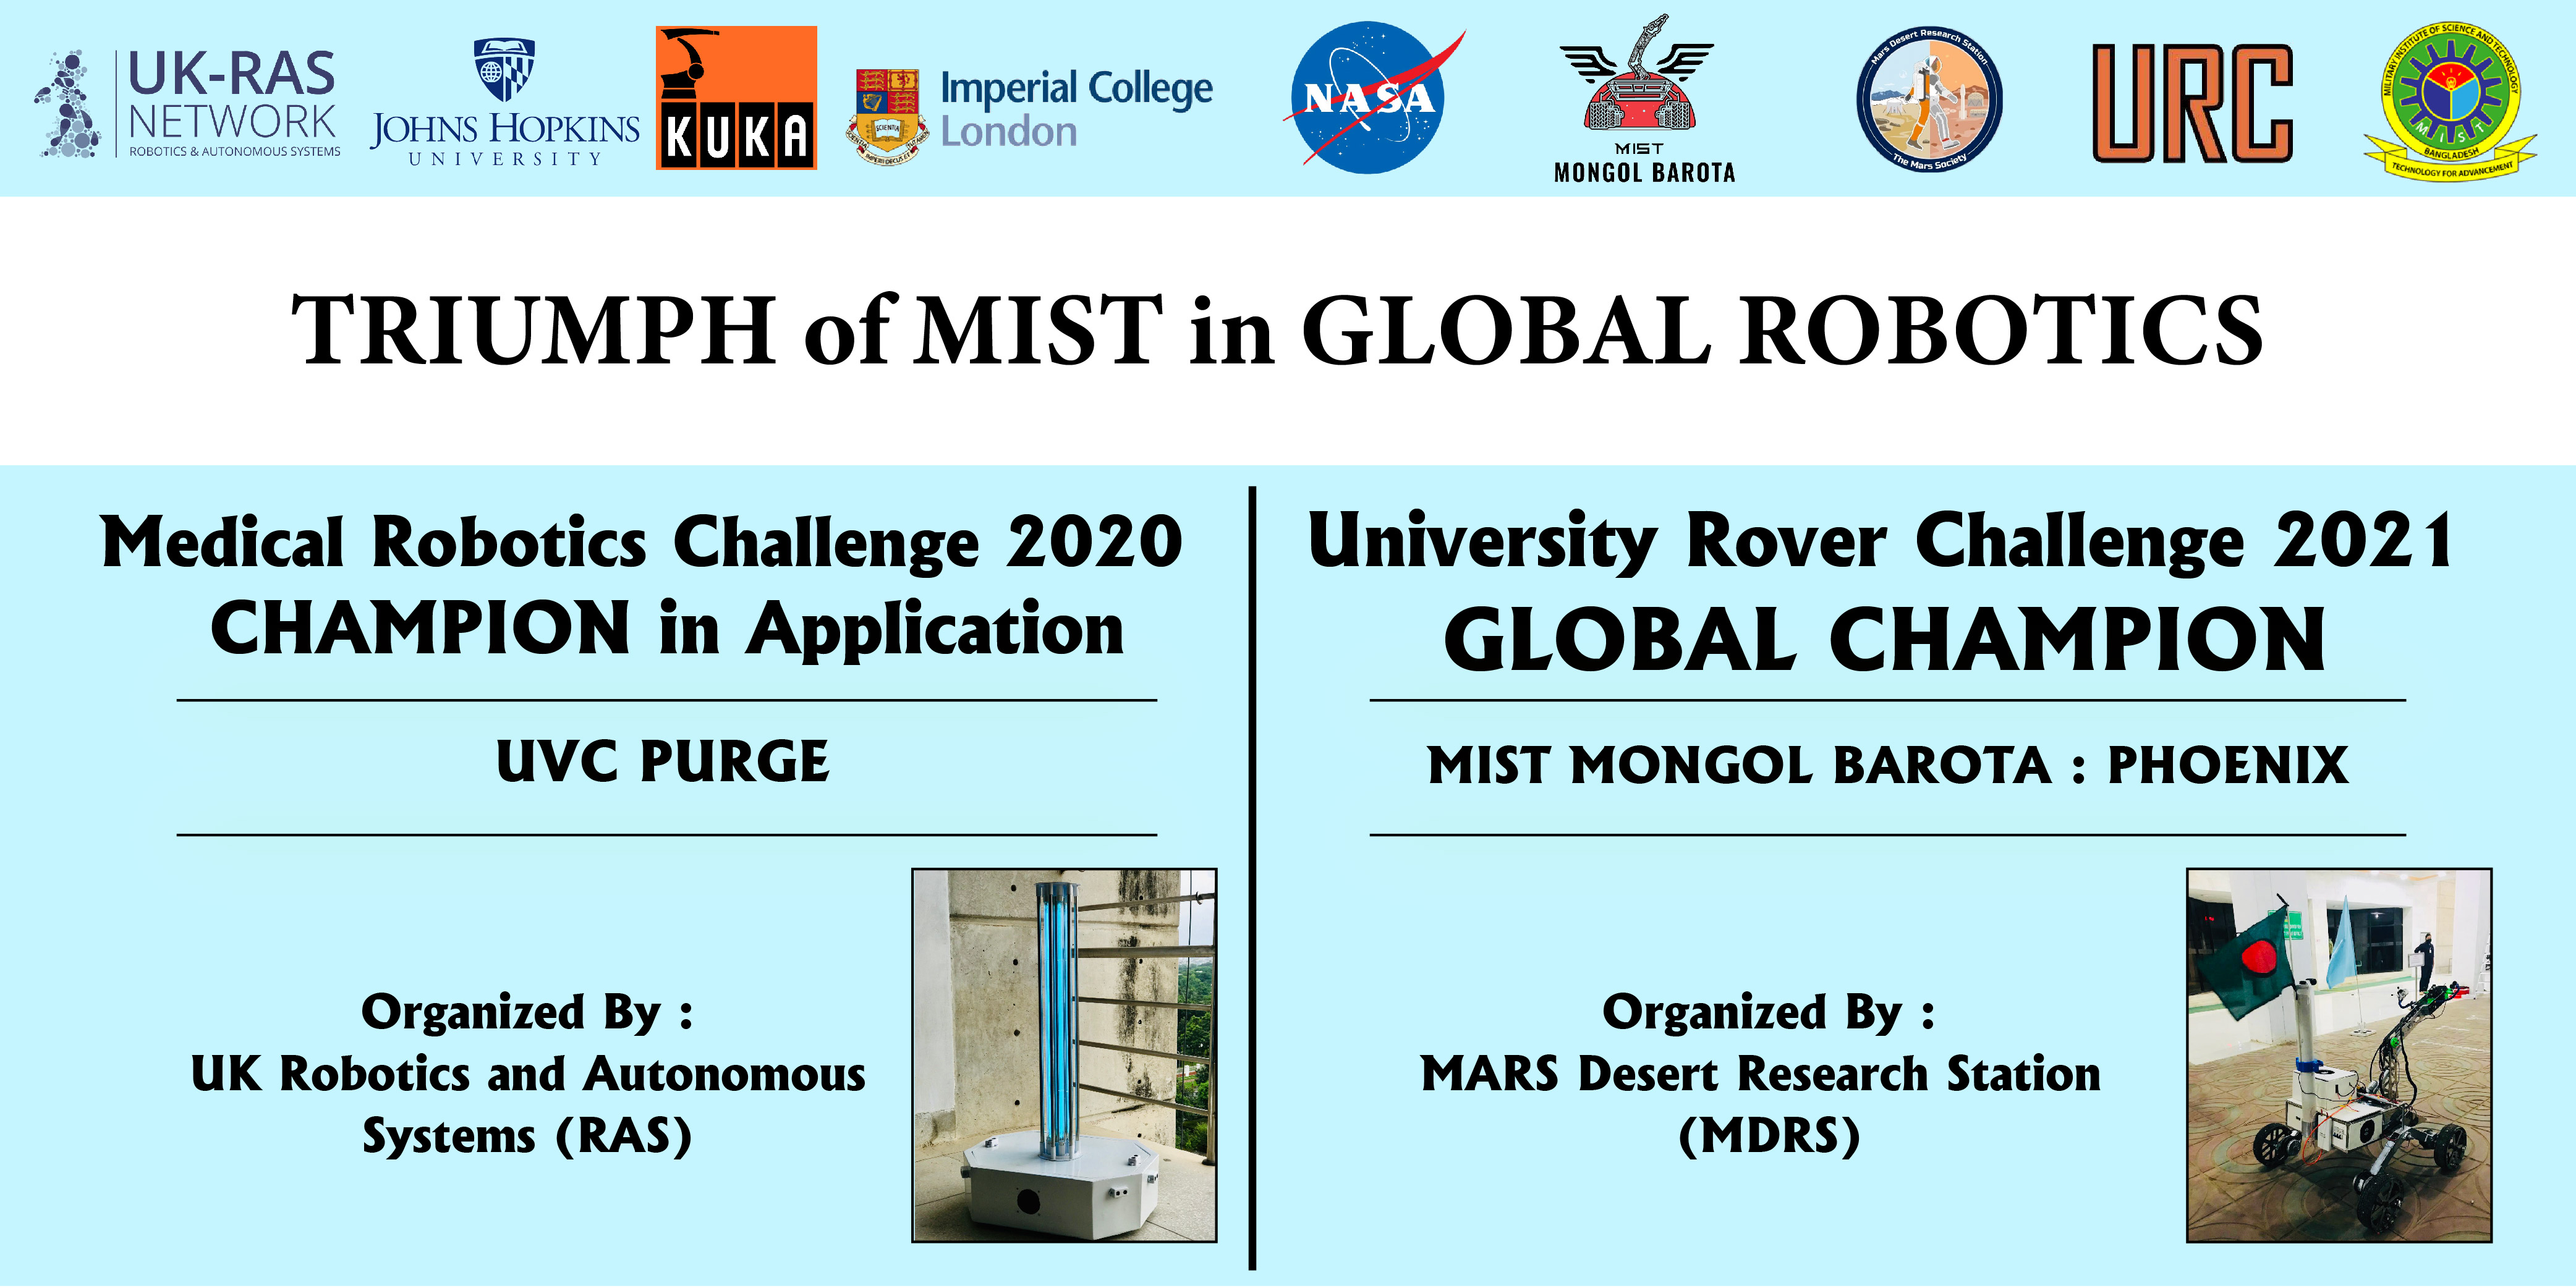 UK-RAS
NETWORK
ROBOTICS & AUTONOMOUS SYSTEMS
JOHNS HOPKINS
UNIVERSITY
KUKA
SCIENTIA
Imperial College
London
NASA
MIST
MONGOL BAROTA
Mars Desert Research Station
The Mars Society
URC
MILITARY INSTITUTE OF SCIENCE AND TECHNOLOGY
MIST
BANGLADESH
TECHNOLOGY FOR ADVANCEMENT
TRIUMPH of MIST in GLOBAL ROBOTICS
Medical Robotics Challenge 2020
CHAMPION in Application
UVC PURGE
Organized By :
UK Robotics and Autonomous
Systems (RAS)
University Rover Challenge 2021
GLOBAL CHAMPION
MIST MONGOL BAROTA : PHOENIX
Organized By :
MARS Desert Research Station
(MDRS)